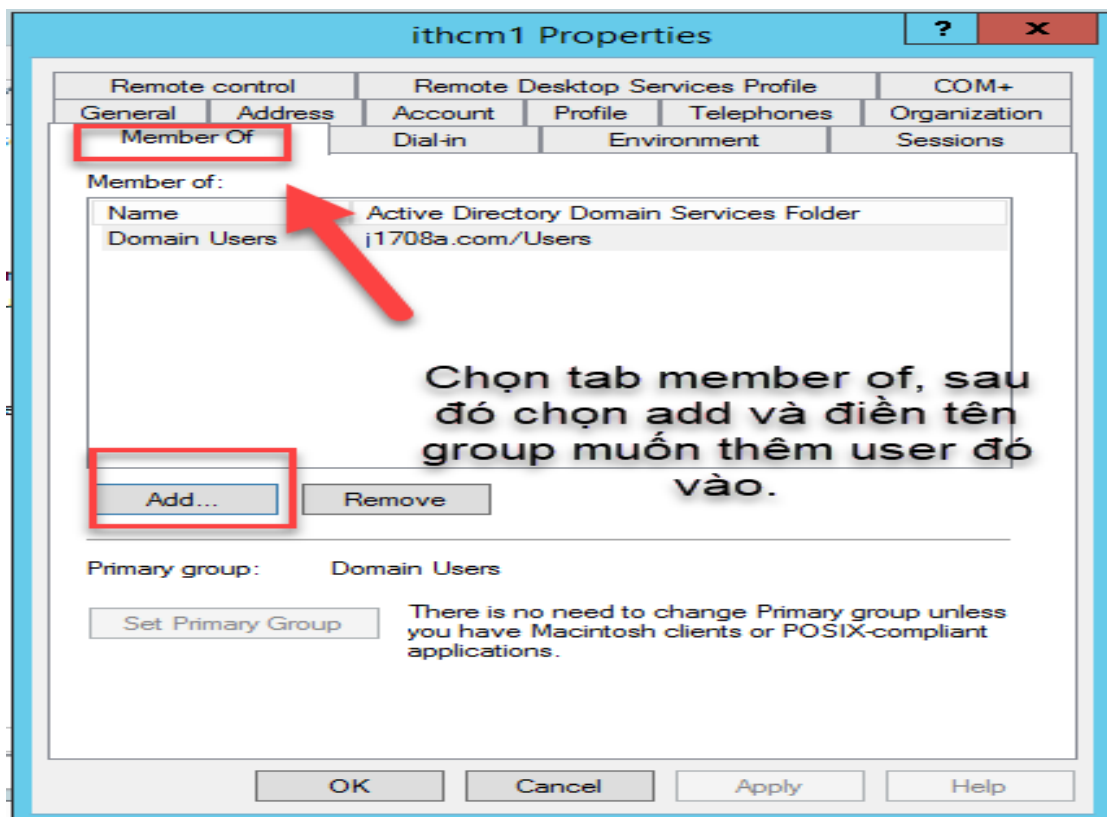 ithcm1 Properties
?
x
Remote control
Remote Desktop Services Profile
COM+
General
Address
Account
Profile
Telephones
Organization
Member Of
Dial-in
Environment
Sessions
Member of:
Name
Active Directory Domain Services Folder
Domain Users
j1708a.com/Users
Chọn tab member of, sau
đó chọn add và điền tên
group muốn thêm user đó
vào.
Add...
Remove
Primary group:
Domain Users
Set Primary Group
There is no need to change Primary group unless
you have Macintosh clients or POSIX-compliant
applications.
OK
Cancel
Apply
Help